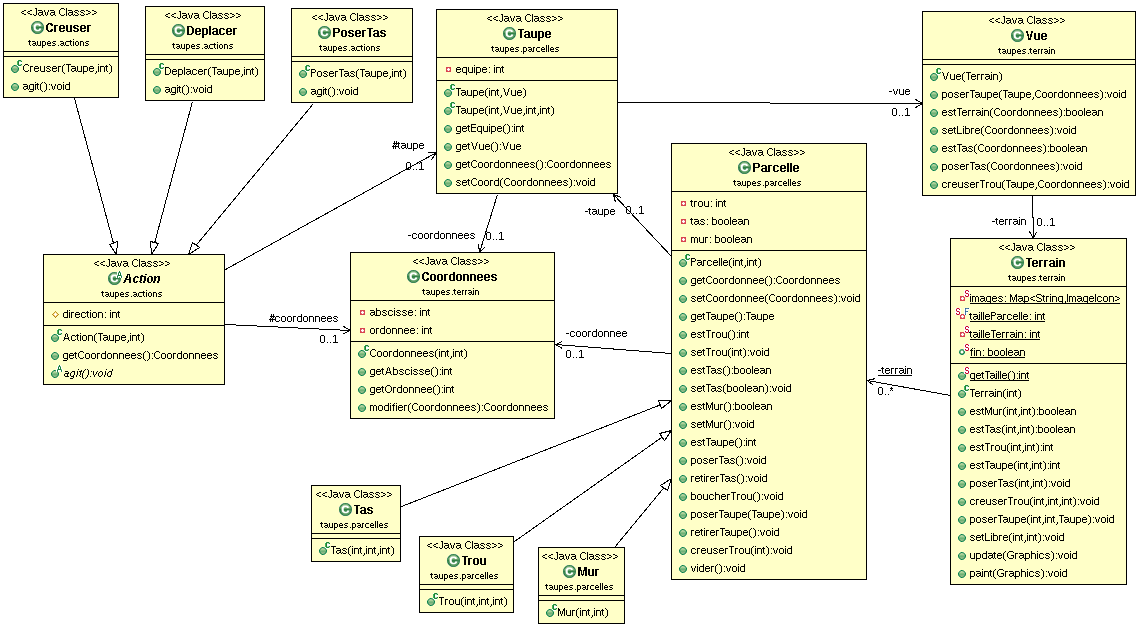 <<Java Class>>
Creuser
taupes.actions
Creuser(Taupe,int)
agit():void
<<Java Class>>
Deplacer
taupes.actions
Deplacer(Taupe,int)
agit():void
<<Java Class>>
PoserTas
taupes.actions
PoserTas(Taupe,int)
agit():void
<<Java Class>>
Taupe
taupes.parcelles
equipe: int
Taupe(int,Vue)
Taupe(int,Vue,int,int)
getEquipe():int
getVue():Vue
getCoordonnees():Coordonnees
setCoord(Coordonnees):void
<<Java Class>>
Vue
taupes.terrain
Vue(Terrain)
poserTaupe(Taupe,Coordonnees):void
estTerrain(Coordonnees):boolean
setLibre(Coordonnees):void
estTas(Coordonnees):boolean
poserTas(Coordonnees):void
creuserTrou(Taupe,Coordonnees):void
-vue
0..1
#taupe
0..1
-taupe
0..1
-coordonnees
0..1
-terrain
0..1
<<Java Class>>
Action
taupes.actions
direction: int
Action(Taupe,int)
getCoordonnees():Coordonnees
agit():void
#coordonnees
0..1
<<Java Class>>
Coordonnees
taupes.terrain
abscisse: int
ordonnee: int
Coordonnees(int,int)
getAbscisse():int
getOrdonnee():int
modifier(Coordonnees):Coordonnees
-coordonnee
0..1
<<Java Class>>
Parcelle
taupes.parcelles
trou: int
tas: boolean
mur: boolean
Parcelle(int,int)
getCoordonnee():Coordonnees
setCoordonnee(Coordonnees):void
getTaupe():Taupe
estTrou():int
setTrou(int):void
estTas():boolean
setTas(boolean):void
estMur():boolean
setMur():void
estTaupe():int
poserTas():void
retirerTas():void
boucherTrou():void
poserTaupe(Taupe):void
retirerTaupe():void
creuserTrou(int):void
vider():void
-terrain
0..*
<<Java Class>>
Terrain
taupes.terrain
images: Map<String,ImageIcon>
tailleParcelle: int
tailleTerrain: int
fin: boolean
getTaille():int
Terrain(int)
estMur(int,int):boolean
estTas(int,int):boolean
estTrou(int,int):int
estTaupe(int,int):int
poserTas(int,int):void
creuserTrou(int,int,int):void
poserTaupe(int,int,Taupe):void
setLibre(int,int):void
update(Graphics):void
paint(Graphics):void
<<Java Class>>
Tas
taupes.parcelles
Tas(int,int,int)
<<Java Class>>
Trou
taupes.parcelles
Trou(int,int,int)
<<Java Class>>
Mur
taupes.parcelles
Mur(int,int)